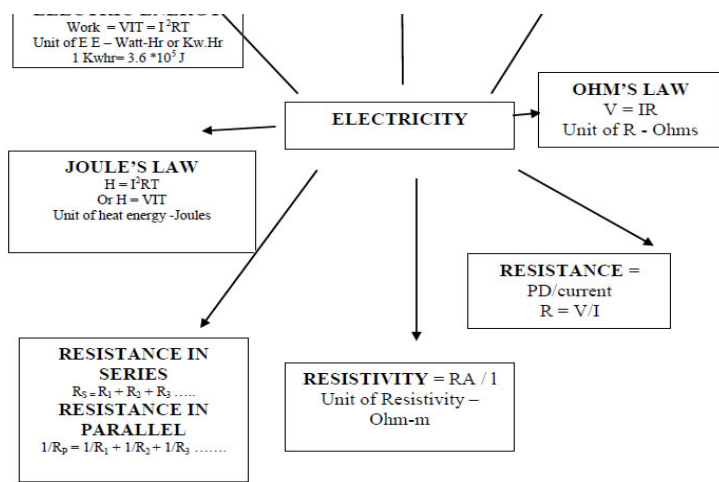 ELECTRIC ENERGY
Work = VIT = I²RT
Unit of E E – Watt-Hr or Kw.Hr
1 Kwhr= 3.6 *10⁵ J
ELECTRICITY
OHM'S LAW
V = IR
Unit of R - Ohms
JOULE'S LAW
H = I²RT
Or H = VIT
Unit of heat energy -Joules
RESISTANCE =
PD/current
R = V/I
RESISTANCE IN
SERIES
Rs = R₁ + R₂ + R₃ …..
RESISTANCE IN
PARALLEL
1/Rₚ = 1/R₁ + 1/R₂ + 1/R₃ …….
RESISTIVITY = RA / l
Unit of Resistivity –
Ohm-m